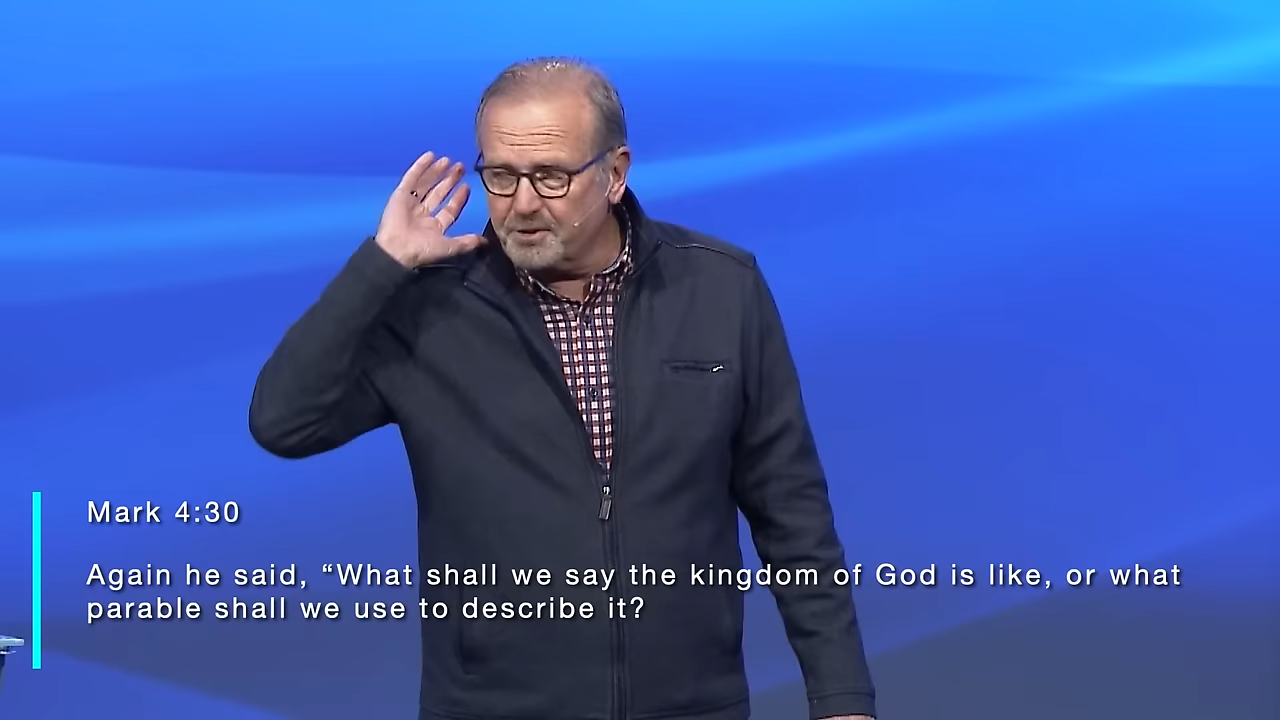 Mark 4:30
Again he said, “What shall we say the kingdom of God is like, or what
parable shall we use to describe it?